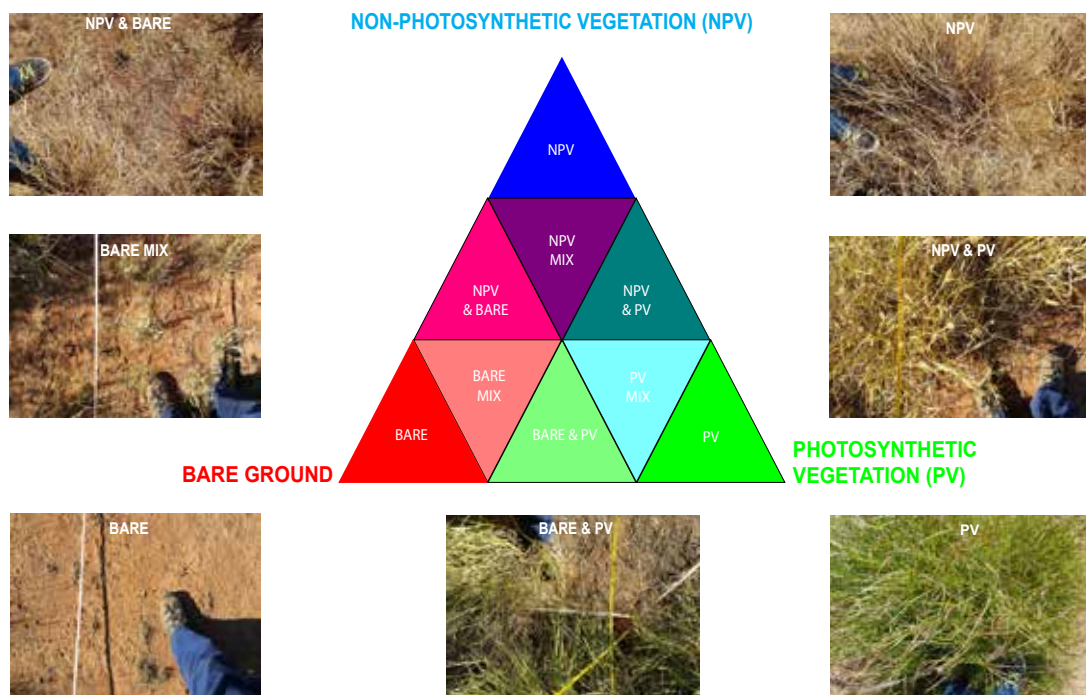 NPV & BARE
NON-PHOTOSYNTHETIC VEGETATION (NPV)
NPV
NPV
BARE MIX
NPV
MIX
NPV & PV
NPV
& BARE
NPV
& PV
BARE
MIX
PV
MIX
BARE
BARE & PV
PV
BARE GROUND
PHOTOSYNTHETIC
VEGETATION (PV)
BARE
BARE & PV
PV